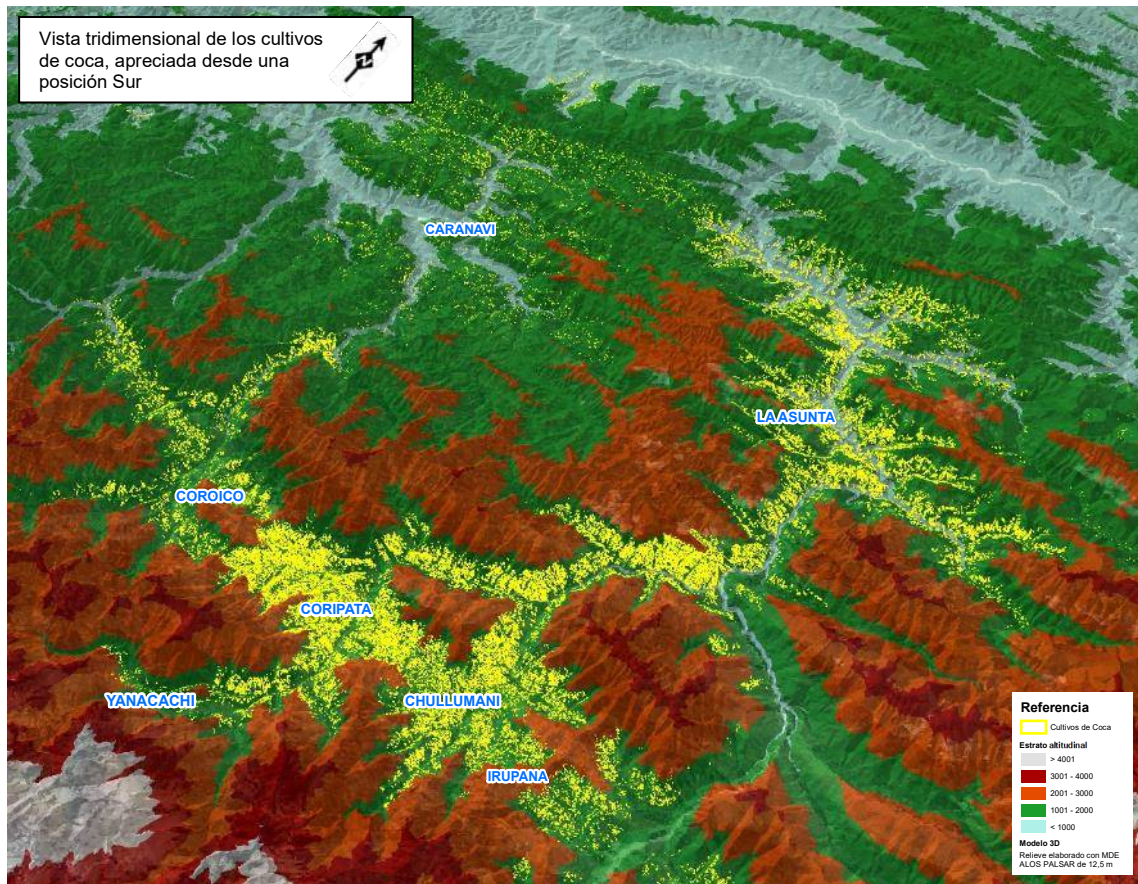 Vista tridimensional de los cultivos
de coca, apreciada desde una
posición Sur
N
CARANAVI
LA ASUNTA
COROICO
CORIPATA
YANACACHI
CHULLUMANI
IRUPANA
Referencia
Cultivos de Coca
Estrato altitudinal
> 4001
3001 - 4000
2001 - 3000
1001 - 2000
< 1000
Modelo 3D
Relieve elaborado con MDE
ALOS PALSAR de 12,5 m